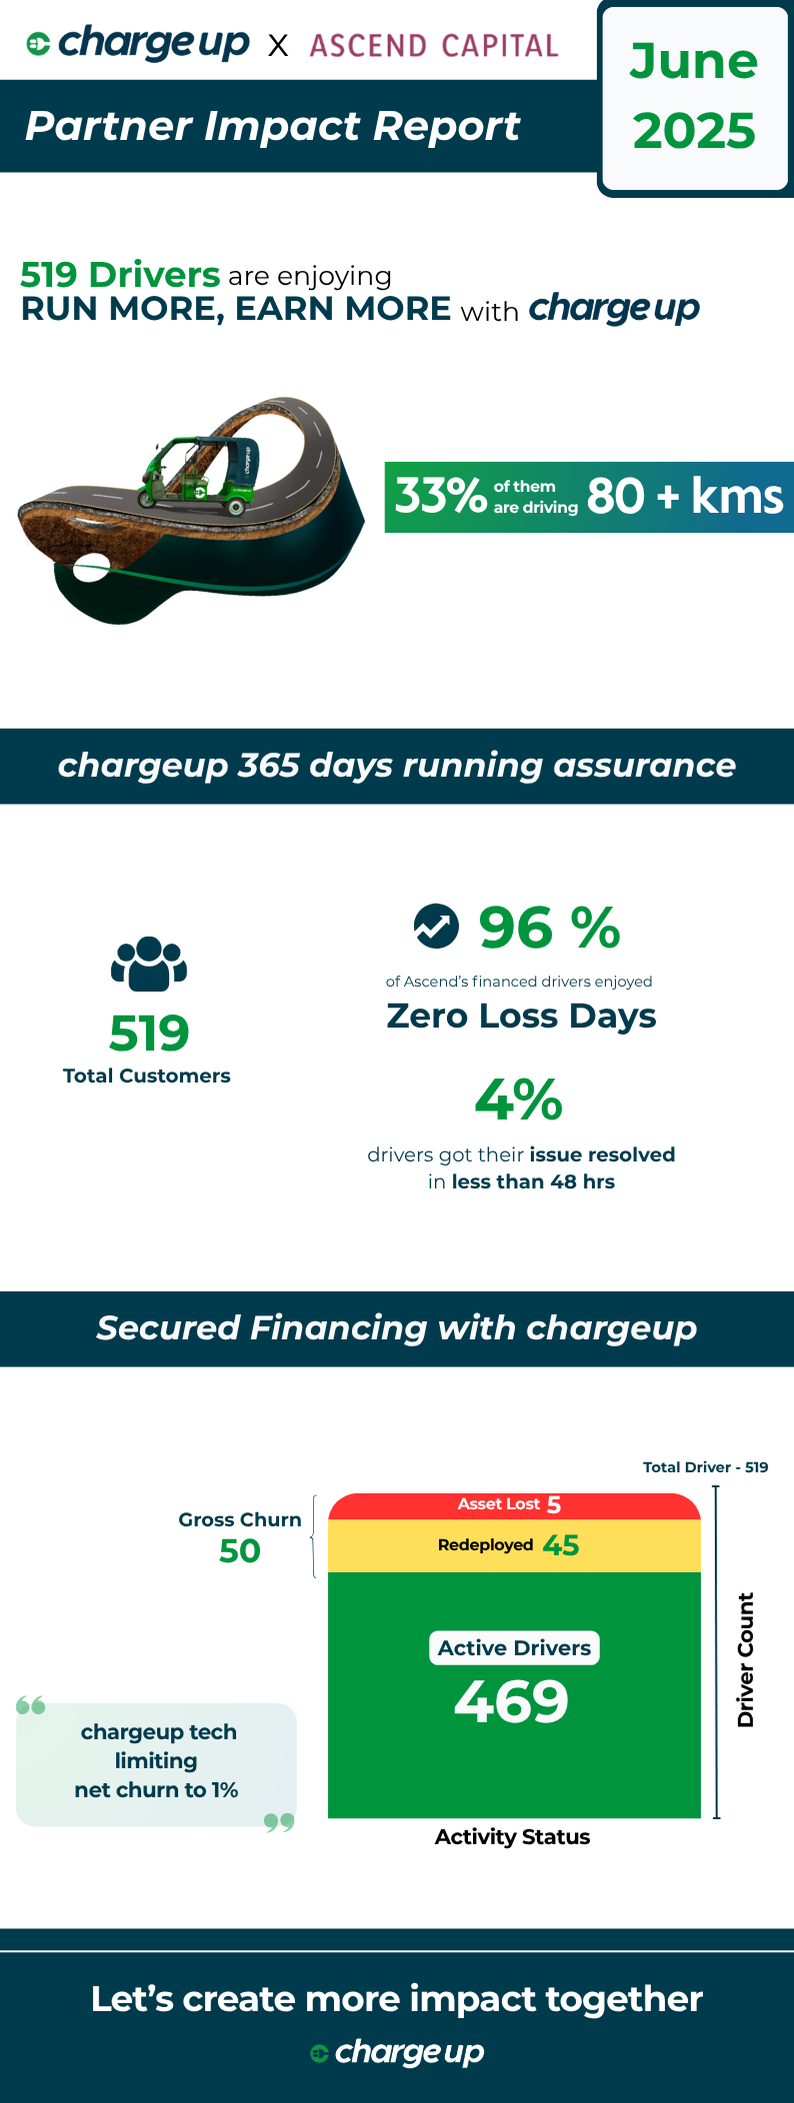 chargeup X ASCEND CAPITAL
June
2025
Partner Impact Report
519 Drivers are enjoying
RUN MORE, EARN MORE with chargeup
chargeup
33% of them are driving 80 + kms
chargeup 365 days running assurance
519
Total Customers
96 %
of Ascend's financed drivers enjoyed
Zero Loss Days
4%
drivers got their issue resolved
in less than 48 hrs
Secured Financing with chargeup
Total Driver - 519
Gross Churn
50
Asset Lost 5
Redeployed 45
Active Drivers
469
Driver Count
Activity Status
“
chargeup tech
limiting
net churn to 1%
”
Let’s create more impact together
chargeup